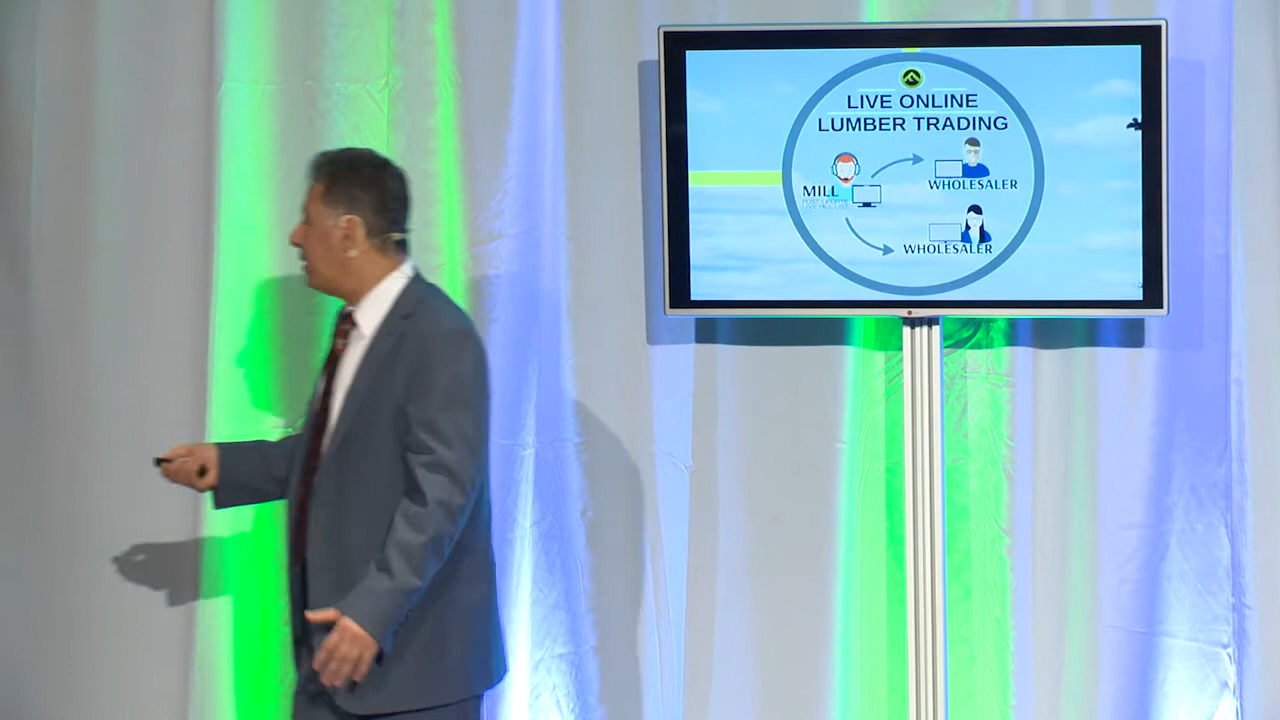 LIVE ONLINE
LUMBER TRADING
WHOLESALER
MILL
WHOLESALER